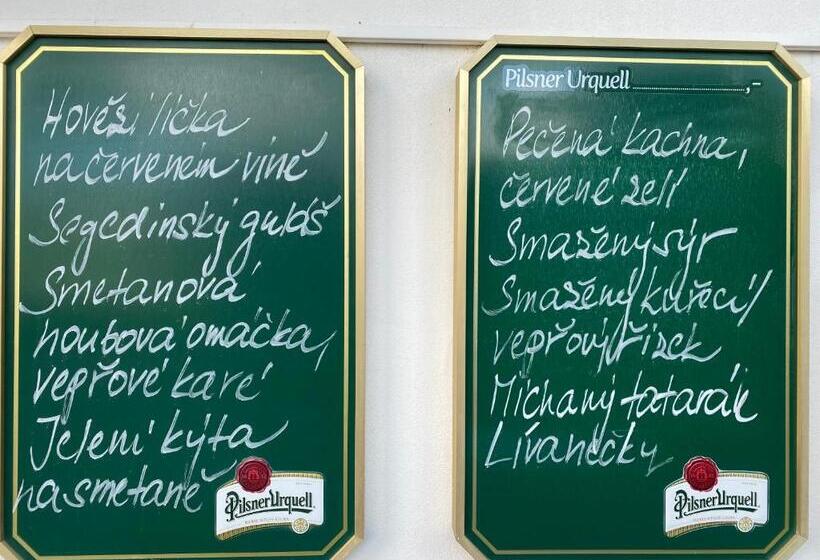 Hovězí líčka
na červeném víně
Segedinský guláš
Smetanová
houbová omáčka,
vepřové karé
Jelení kýta
na smetaně
Pilsner Urquell
Pilsner Urquell ,-
Pečená kachna,
červené zelí
Smažený sýr
Smažený kuřecí/
vepřový řízek
Míchaný tatarák
Lívanečky
Pilsner Urquell